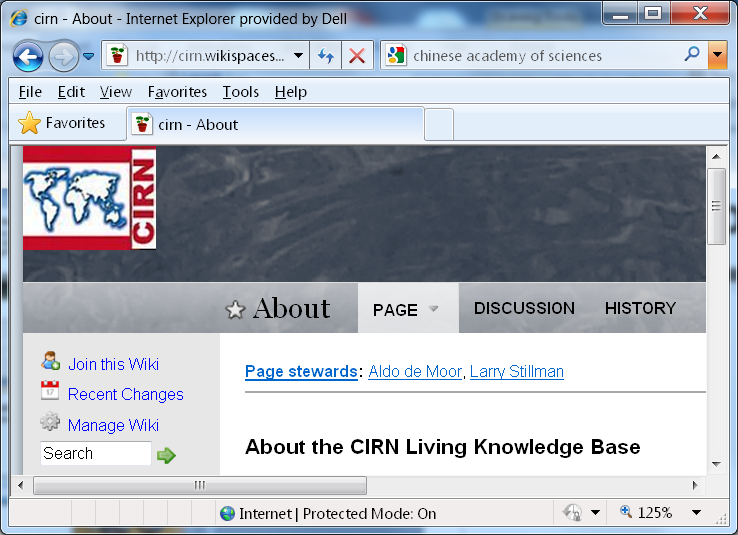 cirn - About - Internet Explorer provided by Dell
http://cirn.wikispaces...
chinese academy of sciences
File Edit View Favorites Tools Help
Favorites
cirn - About
CIRN
About PAGE DISCUSSION HISTORY
Join this Wiki
17
Recent Changes
Manage Wiki
Search
Page stewards: Aldo de Moor, Larry Stillman
About the CIRN Living Knowledge Base
Internet | Protected Mode: On
125%